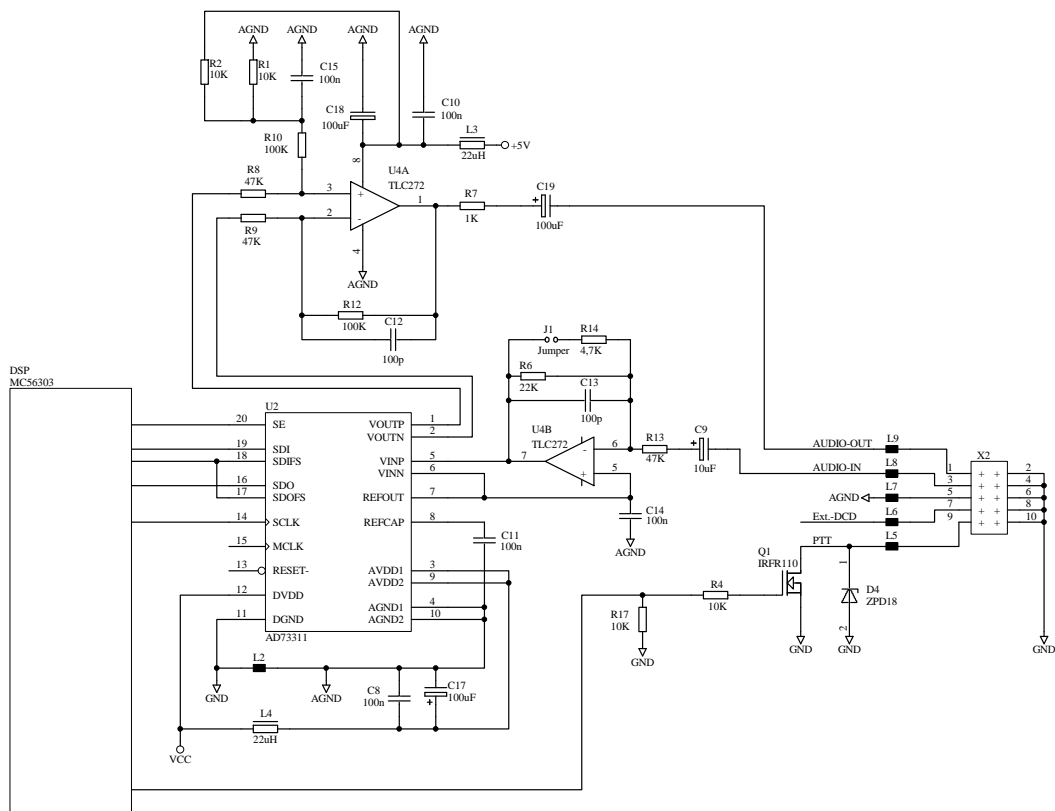 AGND AGND AGND AGND
R2
10K
R1
10K
C15
100n
C18
100uF
C10
100n
R10
100K
L3
22uH
+5V
8
U4A
TLC272
R8
47K
3
+
2
-
1
4
R9
47K
R7
1K
C19
+
100uF
AGND
R12
100K
C12
100p
J1
Jumper
R14
4,7K
R6
22K
C13
100p
DSP
MC56303
U2
20 SE VOUTP 1
VOUTN 2
19 SDI
18 SDIFS VINP 5
VINN 6
16 SDO
17 SDOFS REFOUT 7
14 SCLK REFCAP 8
15 MCLK
13 RESET- AVDD1 3
AVDD2 9
12 DVDD
AGND1 4
11 DGND AGND2 10
AD73311
U4B
TLC272
7
-
6
+
5
R13
47K
C9
+
10uF
C14
100n
AGND
C11
100n
AUDIO-OUT L9
AUDIO-IN L8
AGND L7
Ext.-DCD L6
PTT L5
X2
1 + + 2
3 + + 4
5 + + 6
7 + + 8
9 + + 10
Q1
IRFR110
R4
10K
R17
10K
GND
1
D4
ZPD18
2
GND
GND
GND
L2
GND
AGND
C8
100n
C17
100uF
+
L4
22uH
VCC